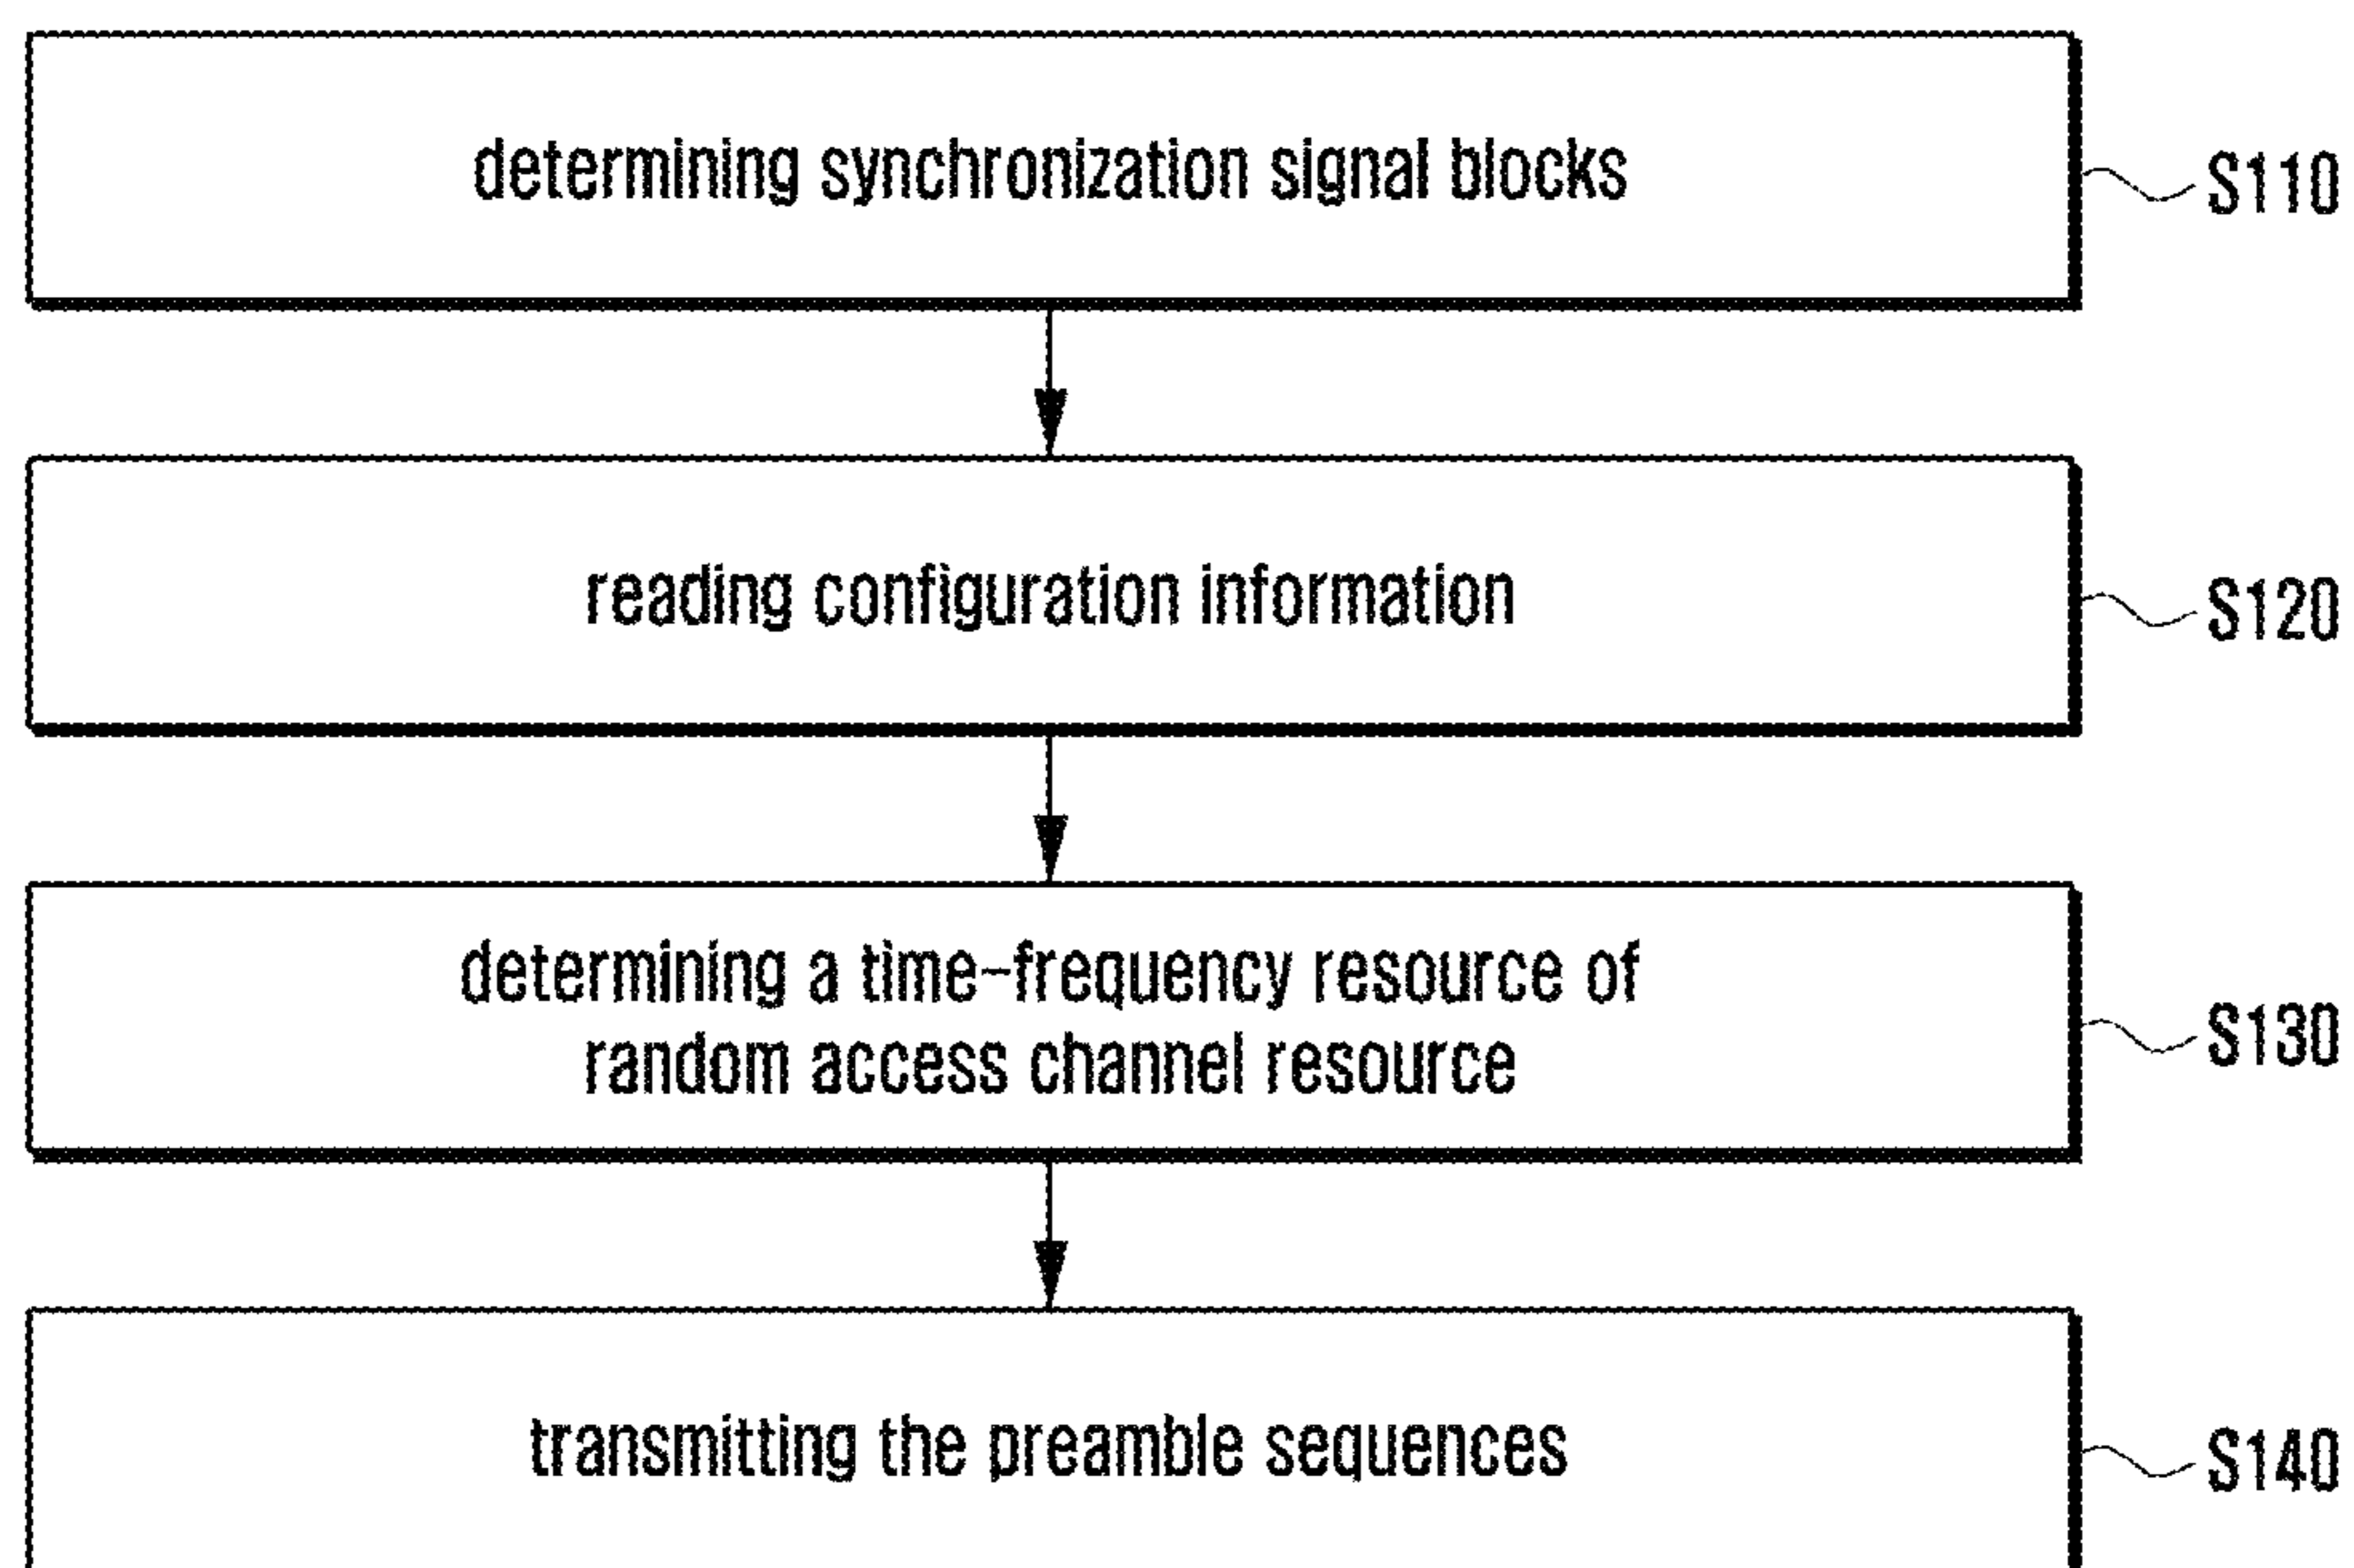 determining synchronization signal blocks
S110
reading configuration information
S120
determining a time-frequency resource of
random access channel resource
S130
transmitting the preamble sequences
S140